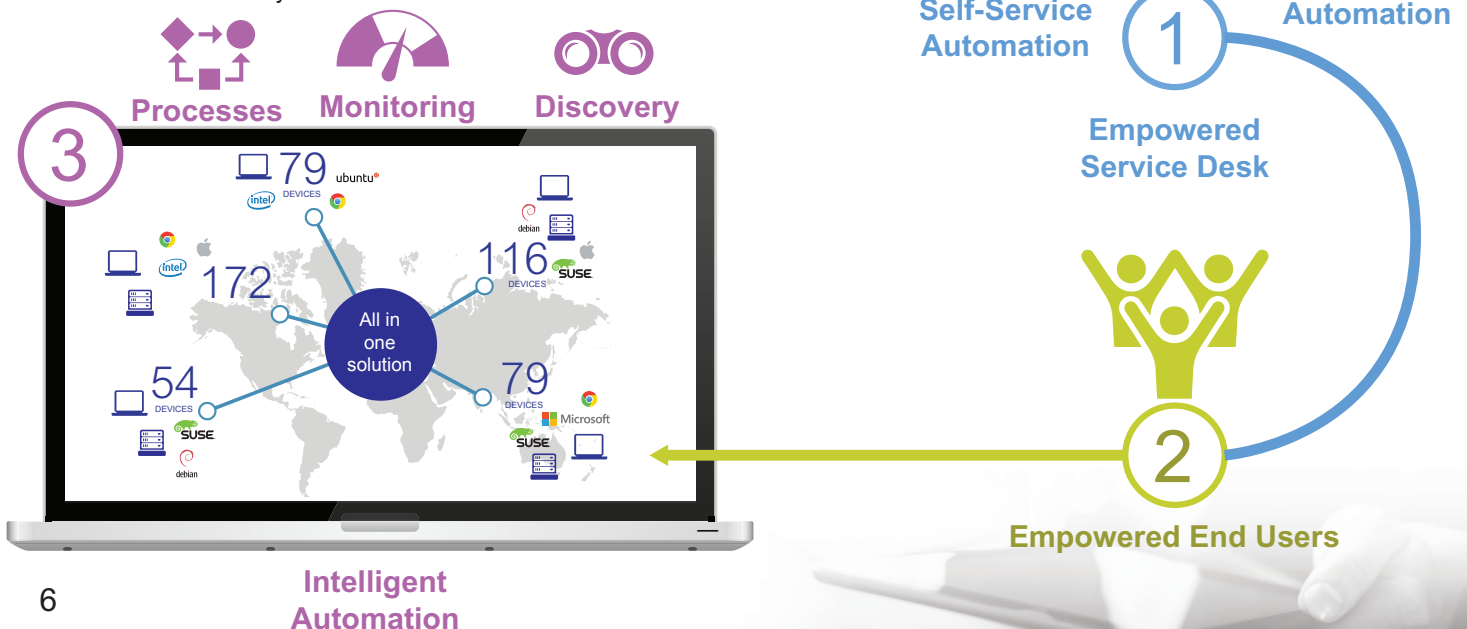 Self-Service
Automation
1
Automation
Processes
Monitoring
Discovery
3
Empowered
Service Desk
79
DEVICES
ubuntu®
intel
debian
116
DEVICES
SUSE
intel
172
All in
one
solution
54
DEVICES
SUSE
debian
79
DEVICES
Microsoft
SUSE
2
Empowered End Users
Intelligent
Automation
6